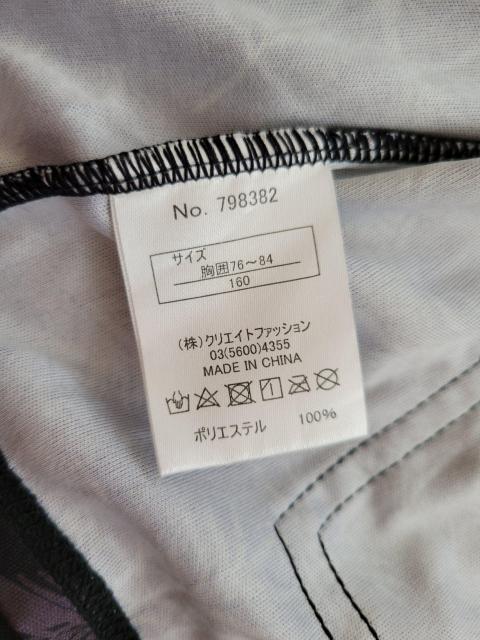 No. 798382
サイズ
胸囲76～84
160
(株)クリエイトファッション
03(5600)4355
MADE IN CHINA
ポリエステル 100%